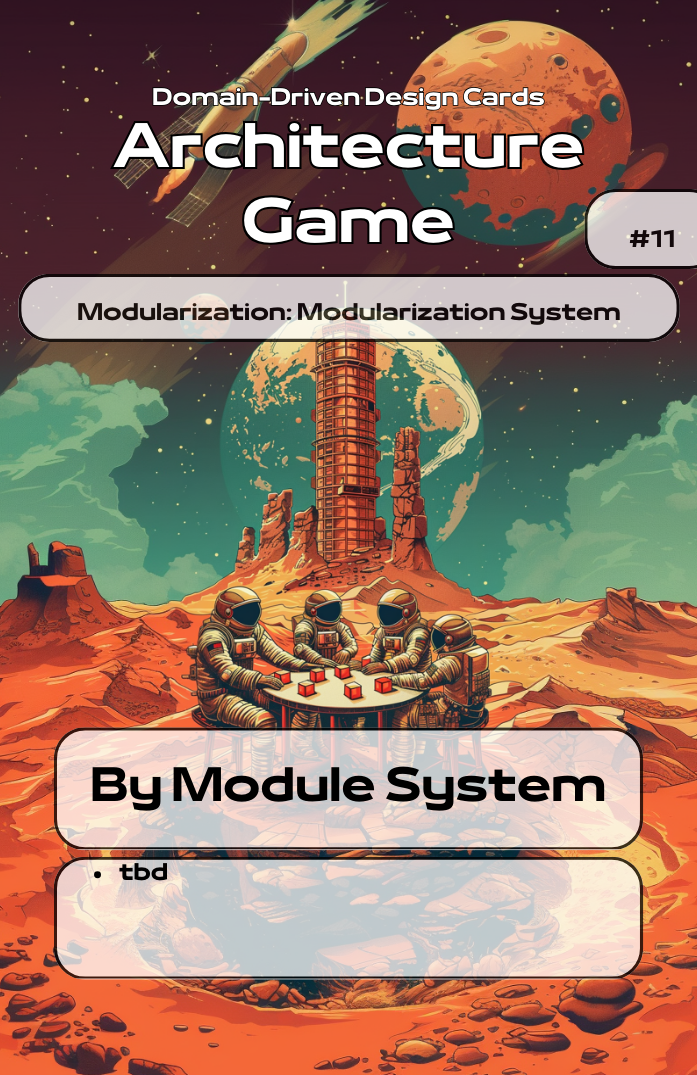 Domain-Driven Design Cards
Architecture
Game
#11
Modularization: Modularization System
By Module System
• tbd